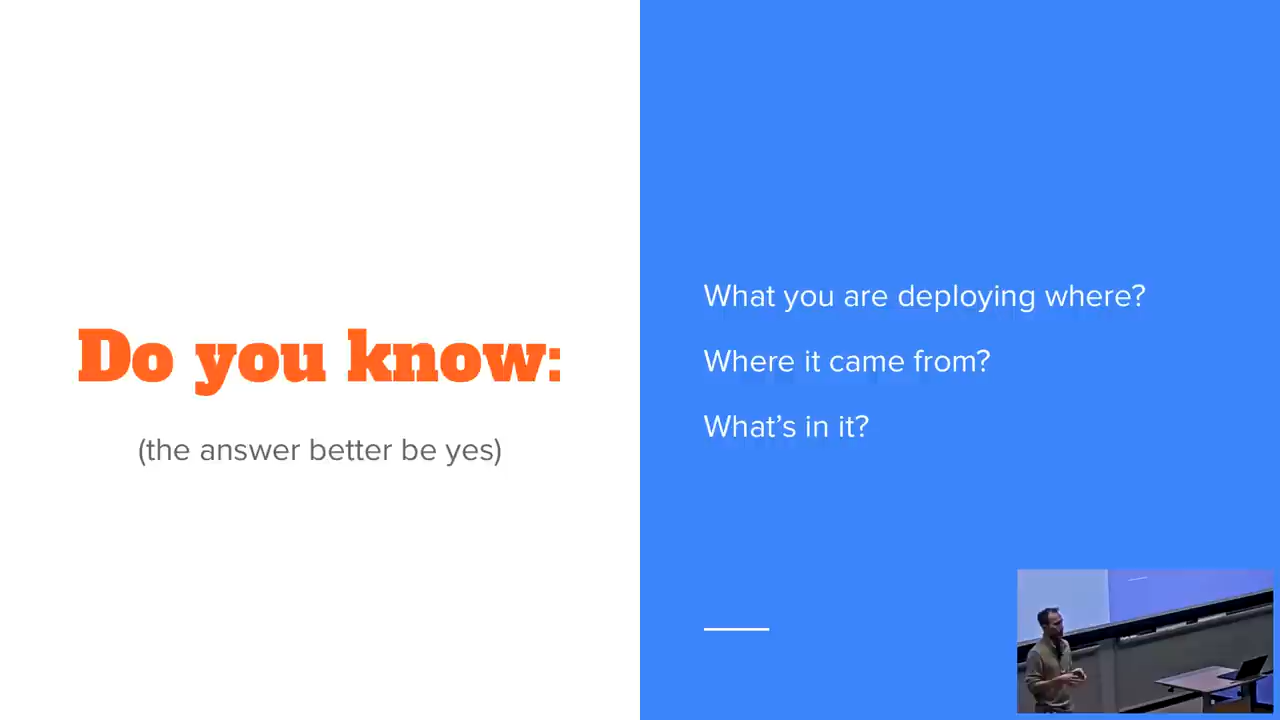 Do you know:
(the answer better be yes)
What you are deploying where?
Where it came from?
What’s in it?